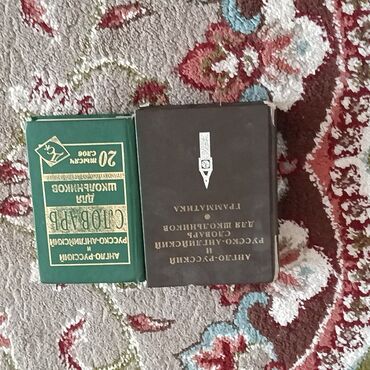 АНГЛО-РУССКИЙ
И
РУССКО-АНГЛИЙСКИЙ
СЛОВАРЬ
ДЛЯ
ШКОЛЬНИКОВ
20 ТЫСЯЧ
СЛОВ
АНГЛО-РУССКИЙ
И
РУССКО-АНГЛИЙСКИЙ
СЛОВАРЬ
ДЛЯ ШКОЛЬНИКОВ
•
ГРАММАТИКА